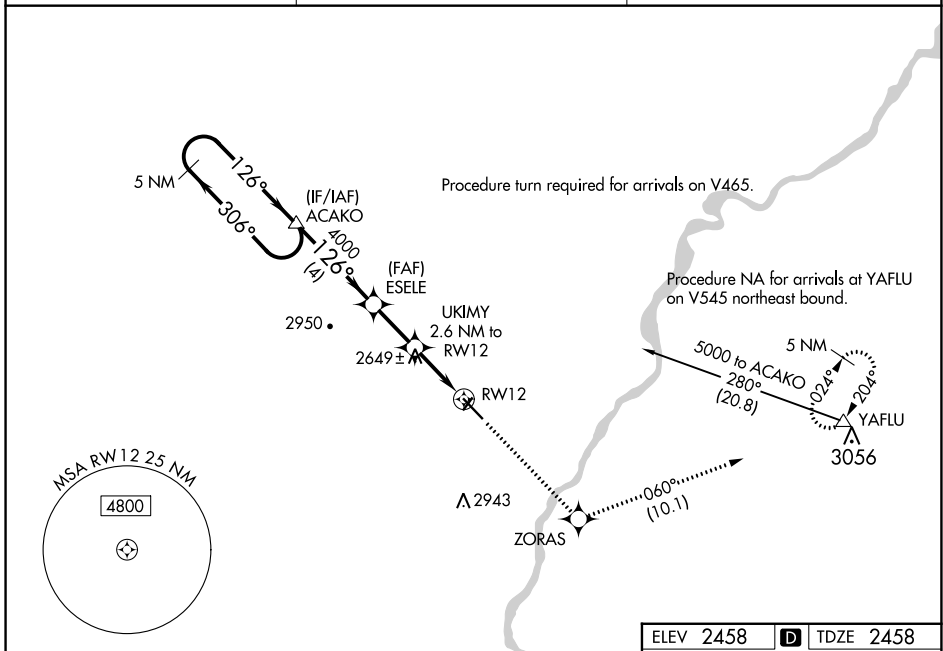 5 NM
126°
306°
(IF/IAF)
ACAKO
4000
126°
(4)
Procedure turn required for arrivals on V465.
(FAF)
ESELE
Procedure NA for arrivals at YAFLU
on V545 northeast bound.
2950
UKIMY
2.6 NM to
RW12
2649±
5 NM
5000 to ACAKO
280°
(20.8)
024°
204°
YAFLU
3056
RW12
MSA RW12 25 NM
4800
2943
060°
(10.1)
ZORAS
ELEV 2458 D TDZE 2458